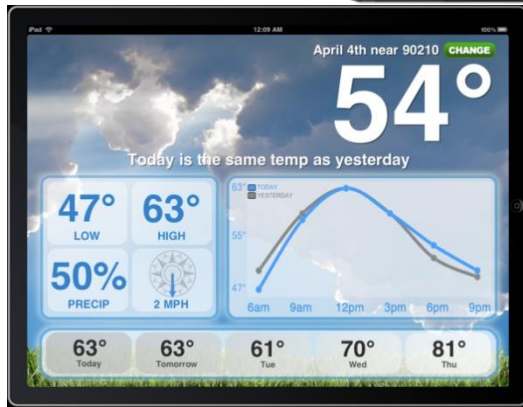 iPad 12:09 AM 100%
April 4th near 90210 CHANGE
54°
Today is the same temp as yesterday
47° 63°
LOW HIGH
50%
PRECIP 2 MPH
63° TODAY
YESTERDAY
55°
47°
6am 9am 12pm 3pm 6pm 9pm
63° 63° 61° 70° 81°
Today Tomorrow Tue Wed Thu